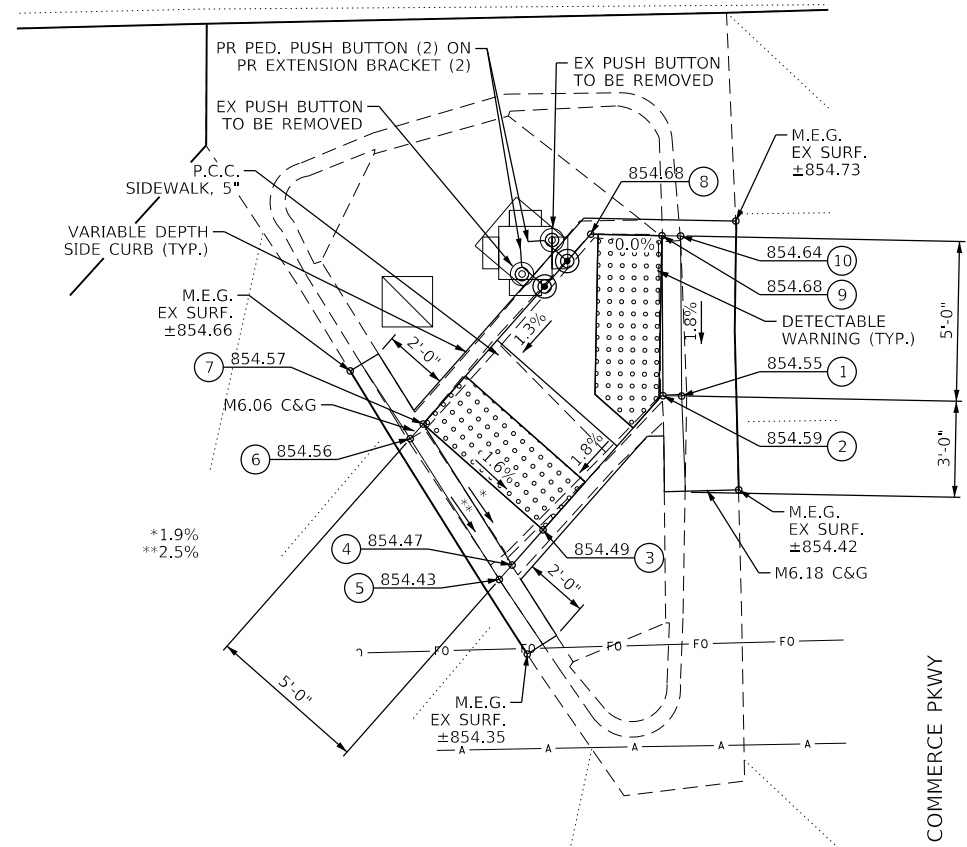 PR PED. PUSH BUTTON (2) ON
PR EXTENSION BRACKET (2)
EX PUSH BUTTON
TO BE REMOVED
EX PUSH BUTTON
TO BE REMOVED
M.E.G.
EX SURF.
±854.73
P.C.C.
SIDEWALK, 5"
854.68
8
VARIABLE DEPTH
SIDE CURB (TYP.)
0.0%
854.64
10
854.68
9
M.E.G.
EX SURF.
±854.66
DETECTABLE
WARNING (TYP.)
5'-0"
1.8%
1.3%
2'-0"
854.57
7
854.55
1
M6.06 C&G
854.59
2
854.56
6
1.8%
1.6%
3'-0"
*
**
*1.9%
**2.5%
M.E.G.
EX SURF.
±854.42
854.47
4
854.49
3
854.43
5
2'-0"
M6.18 C&G
FO
FO
FO
FO
FO
5'-0"
M.E.G.
EX SURF.
±854.35
A
A
A
A
A
COMMERCE PKWY